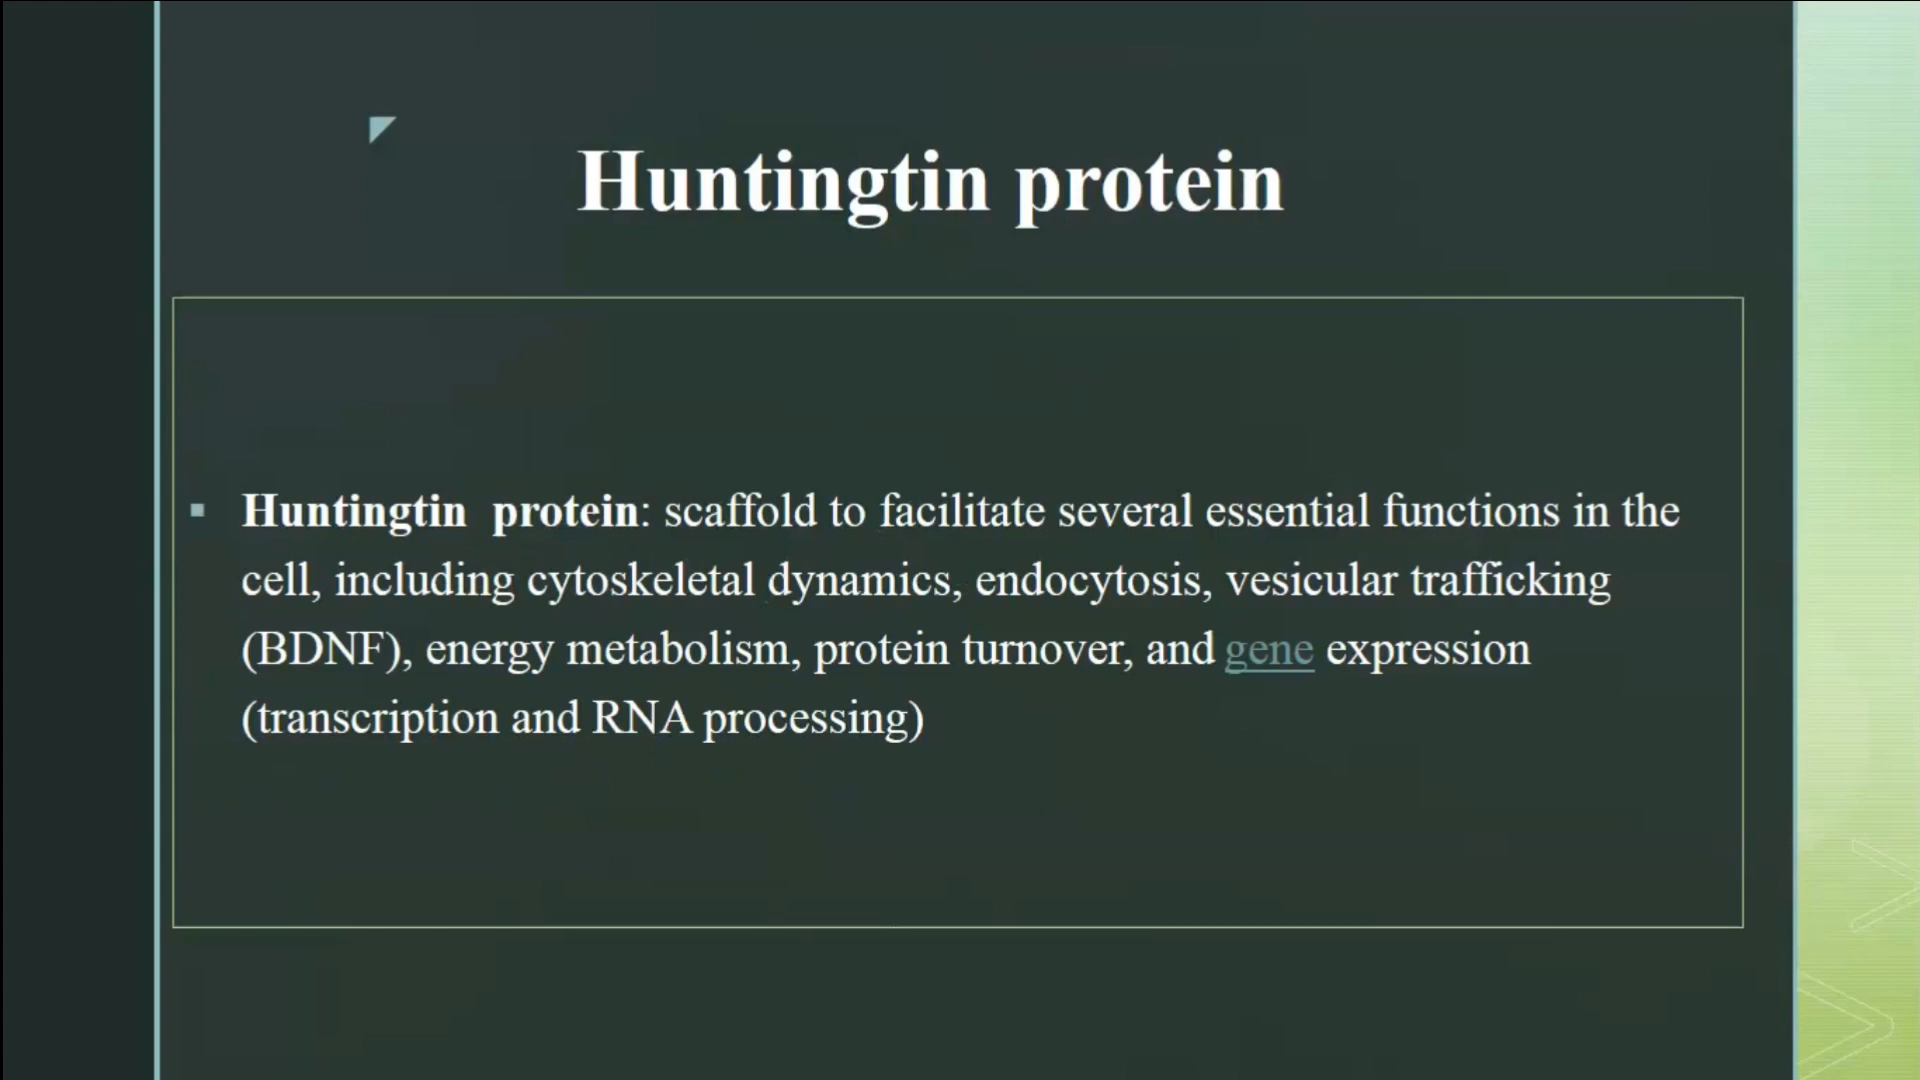 Huntingtin protein
Huntingtin protein: scaffold to facilitate several essential functions in the
cell, including cytoskeletal dynamics, endocytosis, vesicular trafficking
(BDNF), energy metabolism, protein turnover, and gene expression
(transcription and RNA processing)